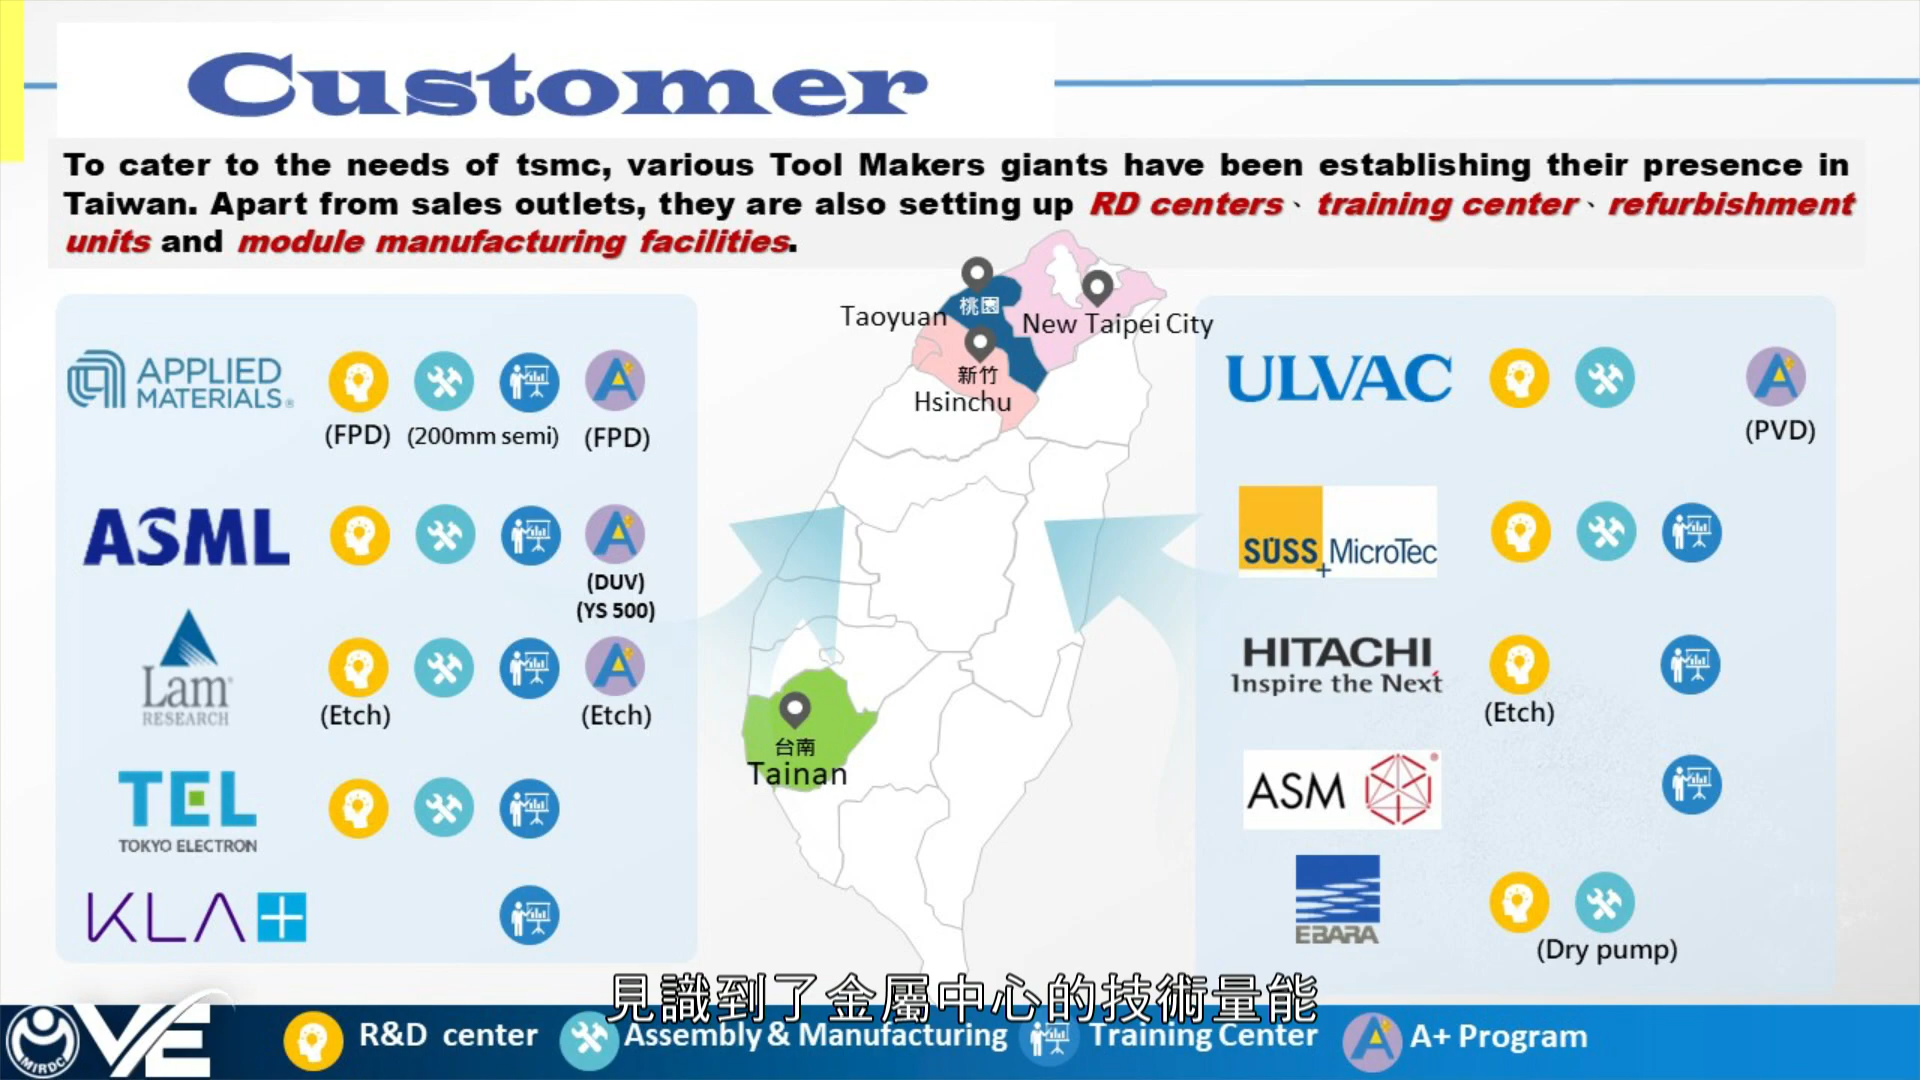 Customer
To cater to the needs of tsmc, various Tool Makers giants have been establishing their presence in
Taiwan. Apart from sales outlets, they are also setting up RD centers、training center、refurbishment
units and module manufacturing facilities.
Taoyuan
桃園
New Taipei City
新竹
Hsinchu
台南
Tainan
APPLIED
MATERIALS®
(FPD) (200mm semi) (FPD)
ASML
(DUV)
(YS 500)
Lam
RESEARCH
(Etch) (Etch)
TEL
TOKYO ELECTRON
KLA+
ULVAC
(PVD)
SÜSS MicroTec
HITACHI
Inspire the Next
(Etch)
ASM
EBARA
(Dry pump)
見識到了金屬中心的技術量能
MIRDC
VE
R&D center
Assembly & Manufacturing
Training Center
A+ Program